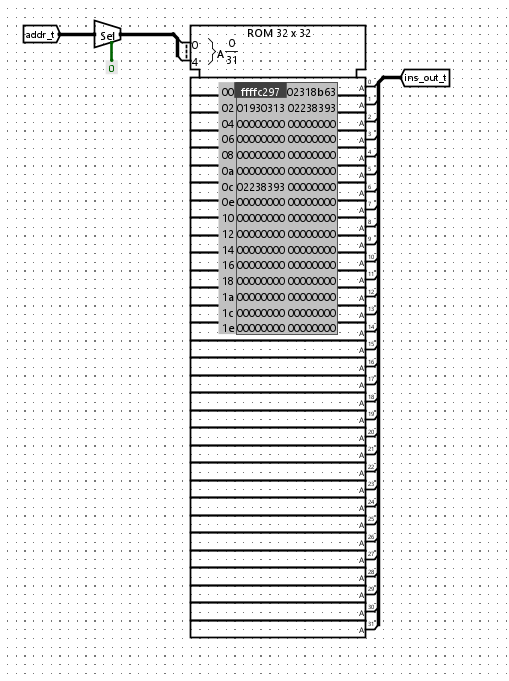 addr_t
Sel
0
ROM 32 x 32
0
4
A
0
31
ins_out_t
00 ffffc297 02318b63
02 01930313 02238393
04 00000000 00000000
06 00000000 00000000
08 00000000 00000000
0a 00000000 00000000
0c 02238393 00000000
0e 00000000 00000000
10 00000000 00000000
12 00000000 00000000
14 00000000 00000000
16 00000000 00000000
18 00000000 00000000
1a 00000000 00000000
1c 00000000 00000000
1e 00000000 00000000
A 0
A 1
A 2
A 3
A 4
A 5
A 6
A 7
A 8
A 9
A 10
A 11
A 12
A 13
A 14
A 15
A 16
A 17
A 18
A 19
A 20
A 21
A 22
A 23
A 24
A 25
A 26
A 27
A 28
A 29
A 30
A 31